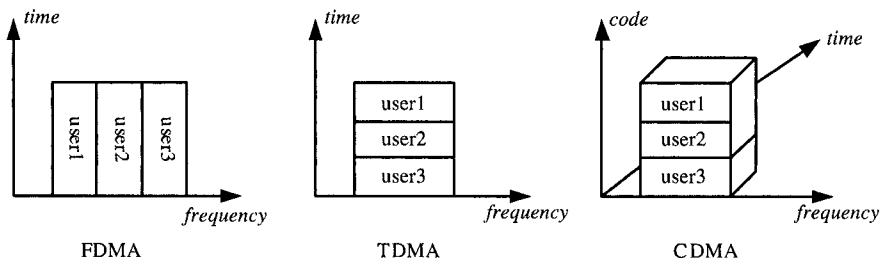 time
user1
user2
user3
frequency
FDMA
time
user1
user2
user3
frequency
TDMA
code
time
user1
user2
user3
frequency
CDMA